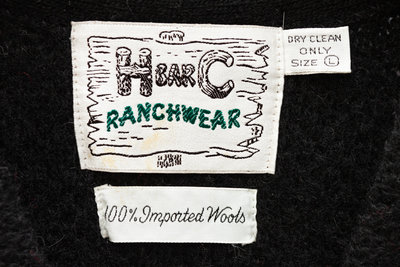 H BAR C
RANCHWEAR
DRY CLEAN
ONLY
SIZE L
100% Imported Wools